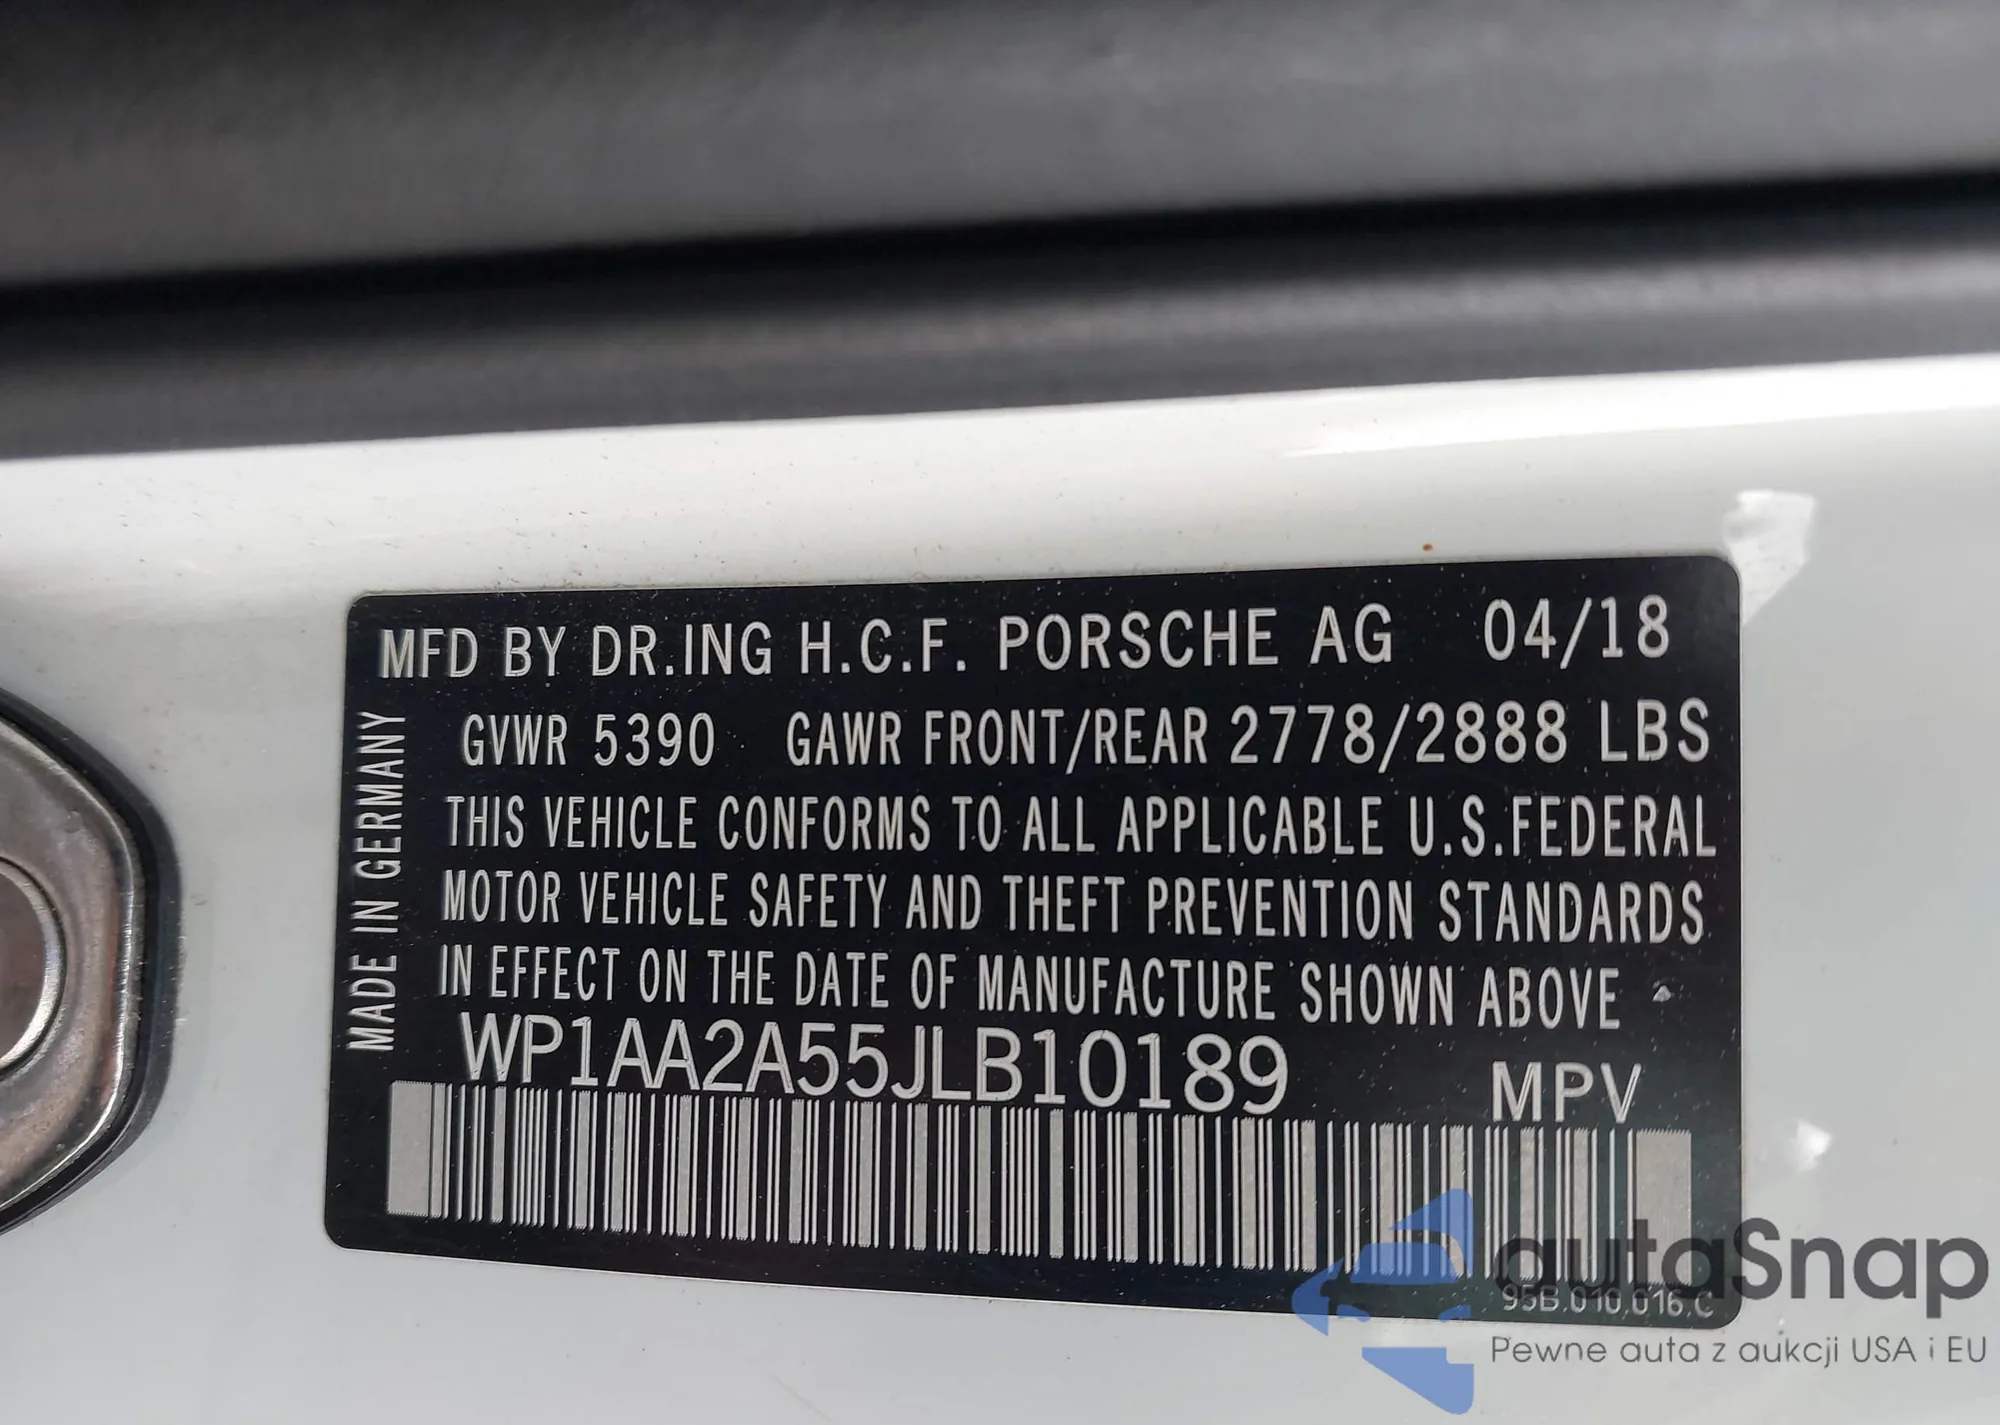 MFD BY DR.ING H.C.F. PORSCHE AG 04/18
GVWR 5390 GAWR FRONT/REAR 2778/2888 LBS
THIS VEHICLE CONFORMS TO ALL APPLICABLE U.S.FEDERAL
MOTOR VEHICLE SAFETY AND THEFT PREVENTION STANDARDS
IN EFFECT ON THE DATE OF MANUFACTURE SHOWN ABOVE
WP1AA2A55JLB10189 MPV
MADE IN GERMANY
95B.010.016.C
autaSnap
Pewne auta z aukcji USA i EU